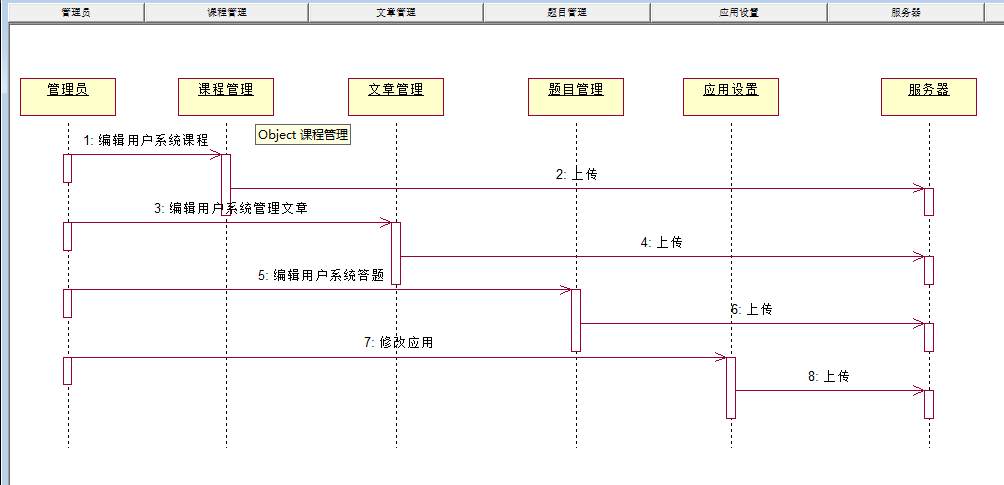 管理员
课程管理
文章管理
题目管理
应用设置
服务器
管理员
课程管理
文章管理
题目管理
应用设置
服务器
Object 课程管理
1: 编辑用户系统课程
2: 上传
3: 编辑用户系统管理文章
4: 上传
5: 编辑用户系统答题
6: 上传
7: 修改应用
8: 上传